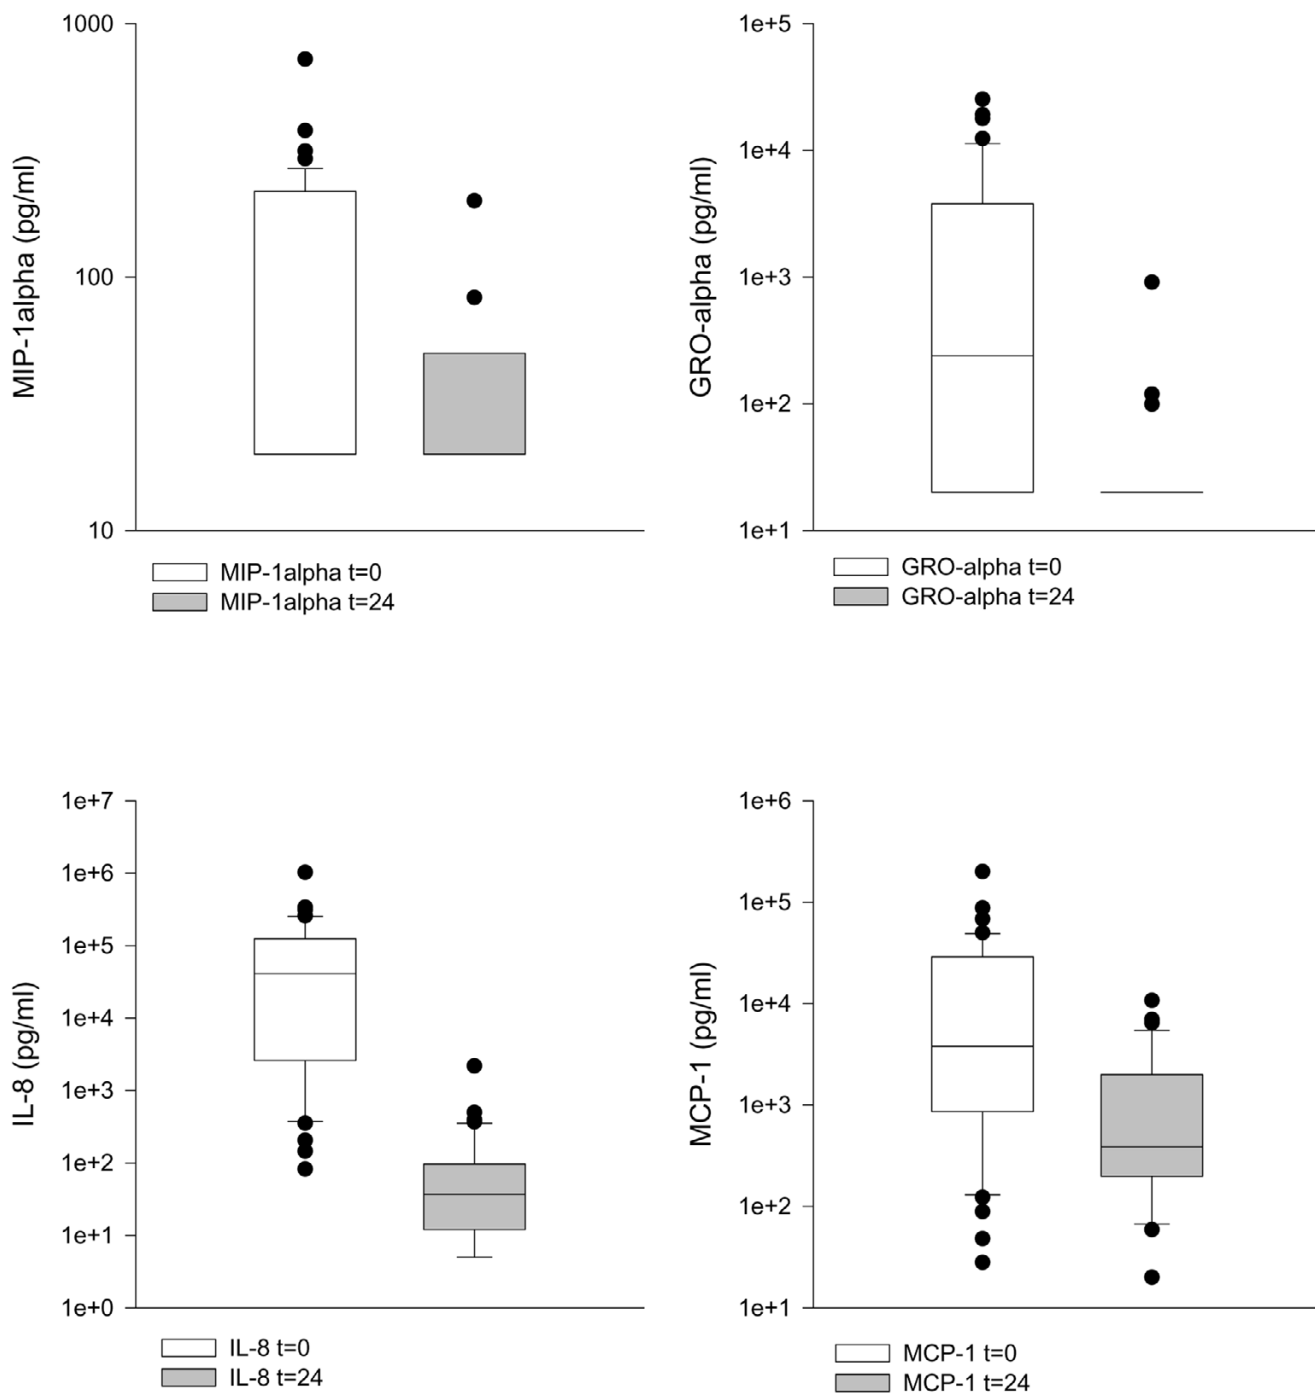 MIP-1alpha (pg/ml)
1000
100
10
MIP-1alpha t=0
MIP-1alpha t=24
GRO-alpha (pg/ml)
1e+5
1e+4
1e+3
1e+2
1e+1
GRO-alpha t=0
GRO-alpha t=24
IL-8 (pg/ml)
1e+7
1e+6
1e+5
1e+4
1e+3
1e+2
1e+1
1e+0
IL-8 t=0
IL-8 t=24
MCP-1 (pg/ml)
1e+6
1e+5
1e+4
1e+3
1e+2
1e+1
MCP-1 t=0
MCP-1 t=24